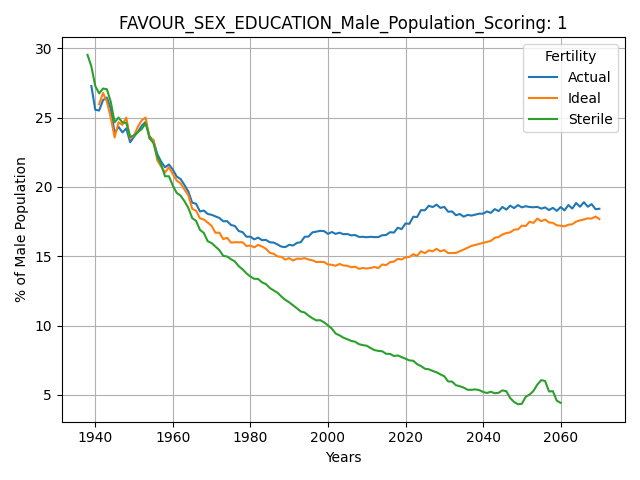 FAVOUR_SEX_EDUCATION_Male_Population_Scoring: 1
Fertility
Actual
Ideal
Sterile
% of Male Population
30
25
20
15
10
5
1940 1960 1980 2000 2020 2040 2060
Years